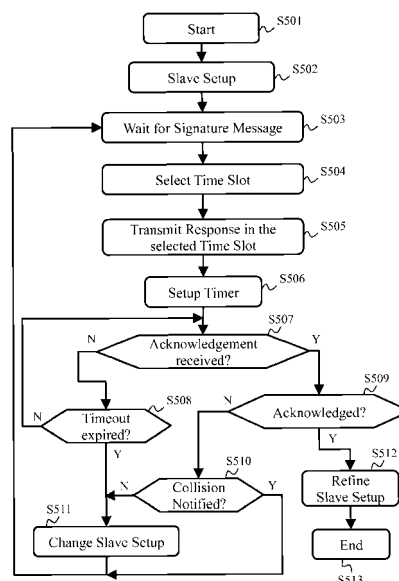 Start
S501
Slave Setup
S502
Wait for Signature Message
S503
Select Time Slot
S504
Transmit Response in the
selected Time Slot
S505
Setup Timer
S506
S507
N
Acknowledgement
received?
Y
S508
N
Timeout
expired?
Y
S509
N
Acknowledged?
Y
S510
N
Collision
Notified?
Y
S512
Refine
Slave Setup
S511
Change Slave Setup
End
S513